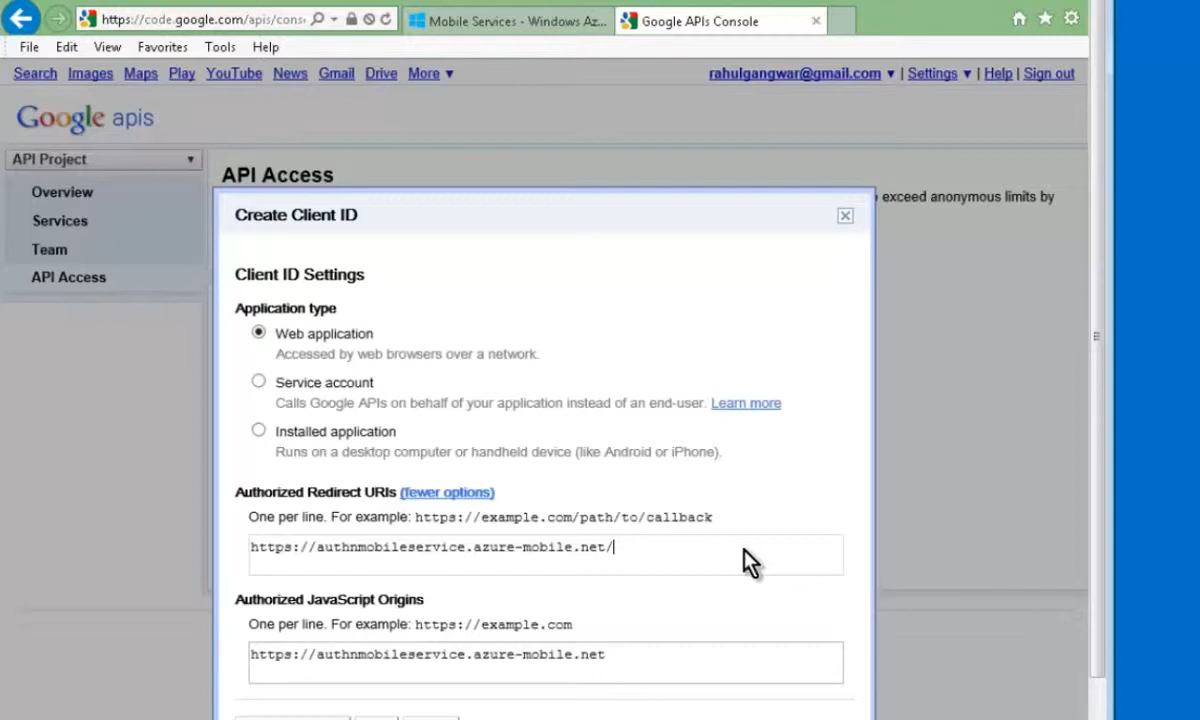 https://code.google.com/apis/cons
Mobile Services - Windows Az...
Google APIs Console
File Edit View Favorites Tools Help
Search Images Maps Play YouTube News Gmail Drive More ▼
rahulgangwar@gmail.com ▼ | Settings ▼ | Help | Sign out
Google apis
API Project
Overview
Services
Team
API Access
API Access
exceed anonymous limits by
Create Client ID
Client ID Settings
Application type
Web application
Accessed by web browsers over a network.
Service account
Calls Google APIs on behalf of your application instead of an end-user. Learn more
Installed application
Runs on a desktop computer or handheld device (like Android or iPhone).
Authorized Redirect URIs (fewer options)
One per line. For example: https://example.com/path/to/callback
https://authnmobileservice.azure-mobile.net/
Authorized JavaScript Origins
One per line. For example: https://example.com
https://authnmobileservice.azure-mobile.net